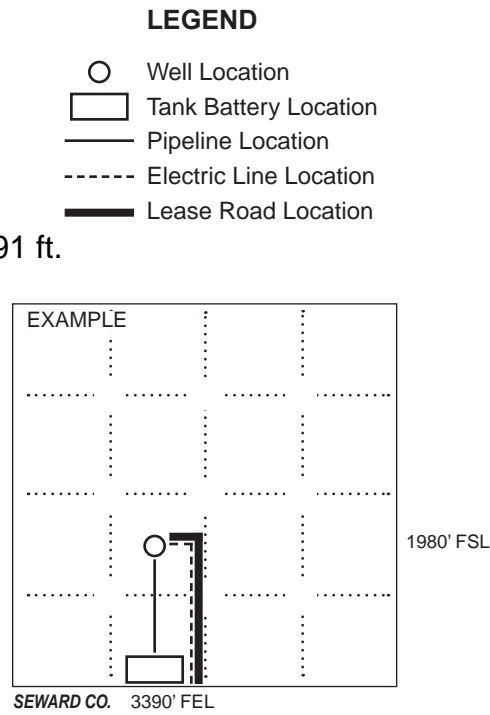 LEGEND
Well Location
Tank Battery Location
Pipeline Location
Electric Line Location
Lease Road Location
91 ft.
EXAMPLE
1980' FSL
SEWARD CO. 3390' FEL